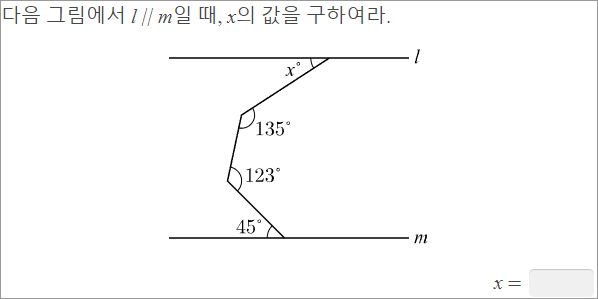 다음 그림에서 l // m일 때, x의 값을 구하여라.
l
x°
135°
123°
45°
m
x =